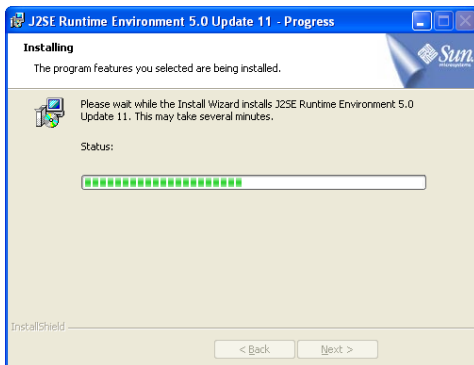 J2SE Runtime Environment 5.0 Update 11 - Progress
Installing
The program features you selected are being installed.
Sun
microsystems
Please wait while the Install Wizard installs J2SE Runtime Environment 5.0
Update 11. This may take several minutes.
Status:
InstallShield
< Back
Next >